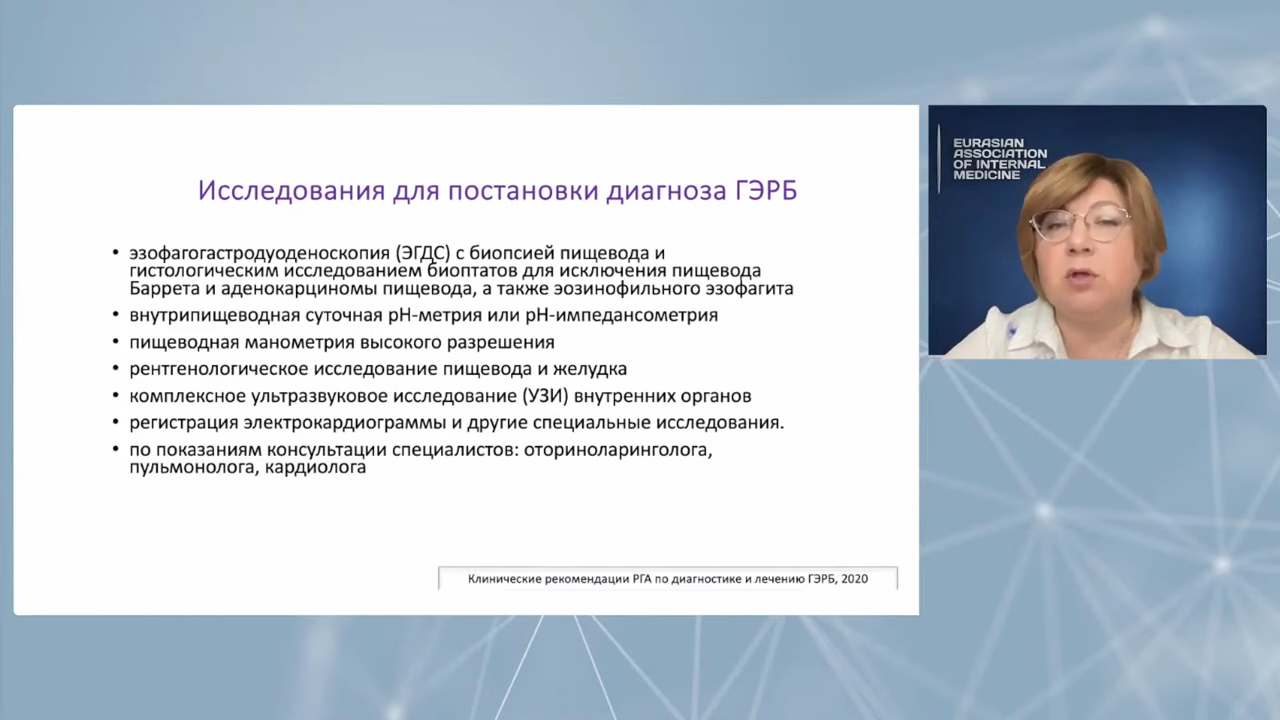 Исследования для постановки диагноза ГЭРБ
• эзофагогастродуоденоскопия (ЭГДС) с биопсией пищевода и
гистологическим исследованием биоптатов для исключения пищевода
Баррета и аденокарциномы пищевода, а также эозинофильного эзофагита
• внутрипищеводная суточная рН-метрия или рН-импедансометрия
• пищеводная манометрия высокого разрешения
• рентгенологическое исследование пищевода и желудка
• комплексное ультразвуковое исследование (УЗИ) внутренних органов
• регистрация электрокардиограммы и другие специальные исследования.
• по показаниям консультации специалистов: оториноларинголога,
пульмонолога, кардиолога
Клинические рекомендации РГА по диагностике и лечению ГЭРБ, 2020
EURASIAN
ASSOCIATION
OF INTERNAL
MEDICINE